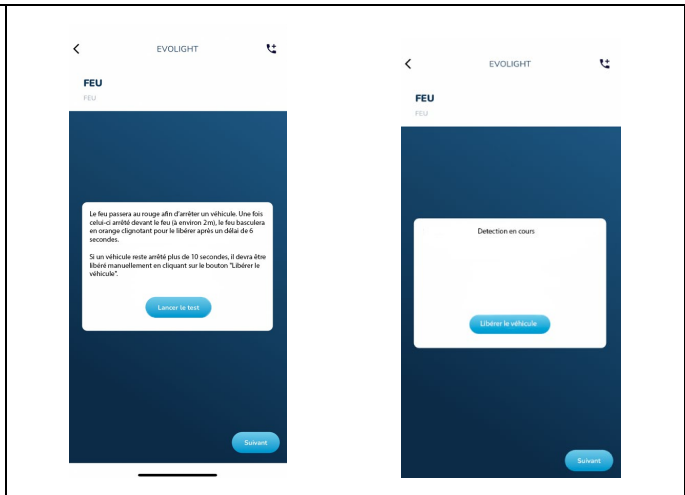 EVOLIGHT
FEU
FEU
Le feu passera au rouge afin d'arrêter un véhicule. Une fois
celui-ci arrêté devant le feu (à environ 2m), le feu basculera
en orange clignotant pour le libérer après un délai de 6
secondes.
Si un véhicule reste arrêté plus de 10 secondes, il devra être
libéré manuellement en cliquant sur le bouton "Libérer le
véhicule".
Lancer le test
Suivant
EVOLIGHT
FEU
FEU
Detection en cours
Libérer le véhicule
Suivant